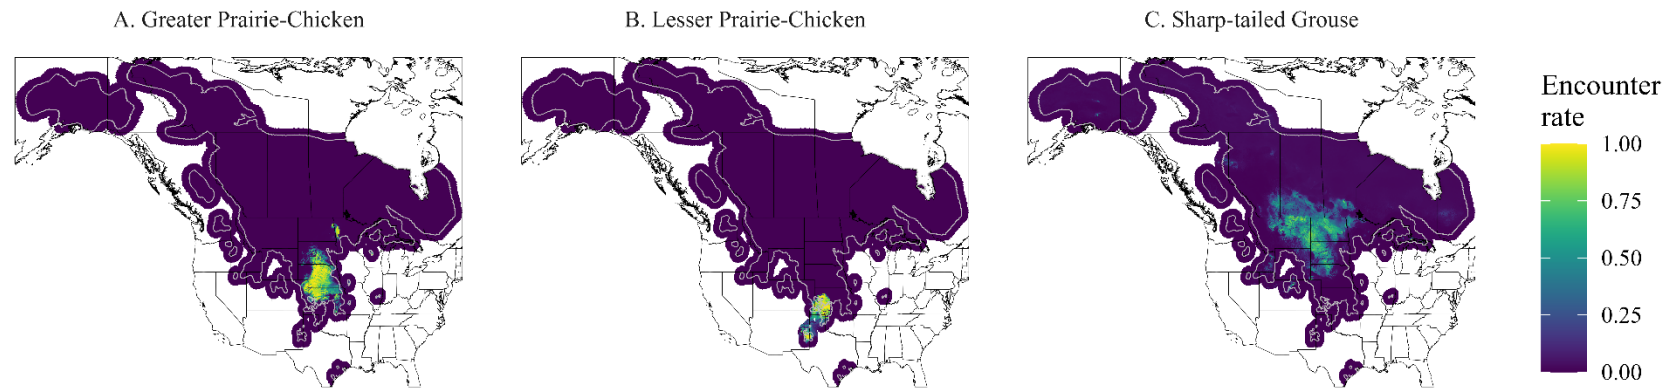 A. Greater Prairie-Chicken
B. Lesser Prairie-Chicken
C. Sharp-tailed Grouse
Encounter
rate
1.00
0.75
0.50
0.25
0.00